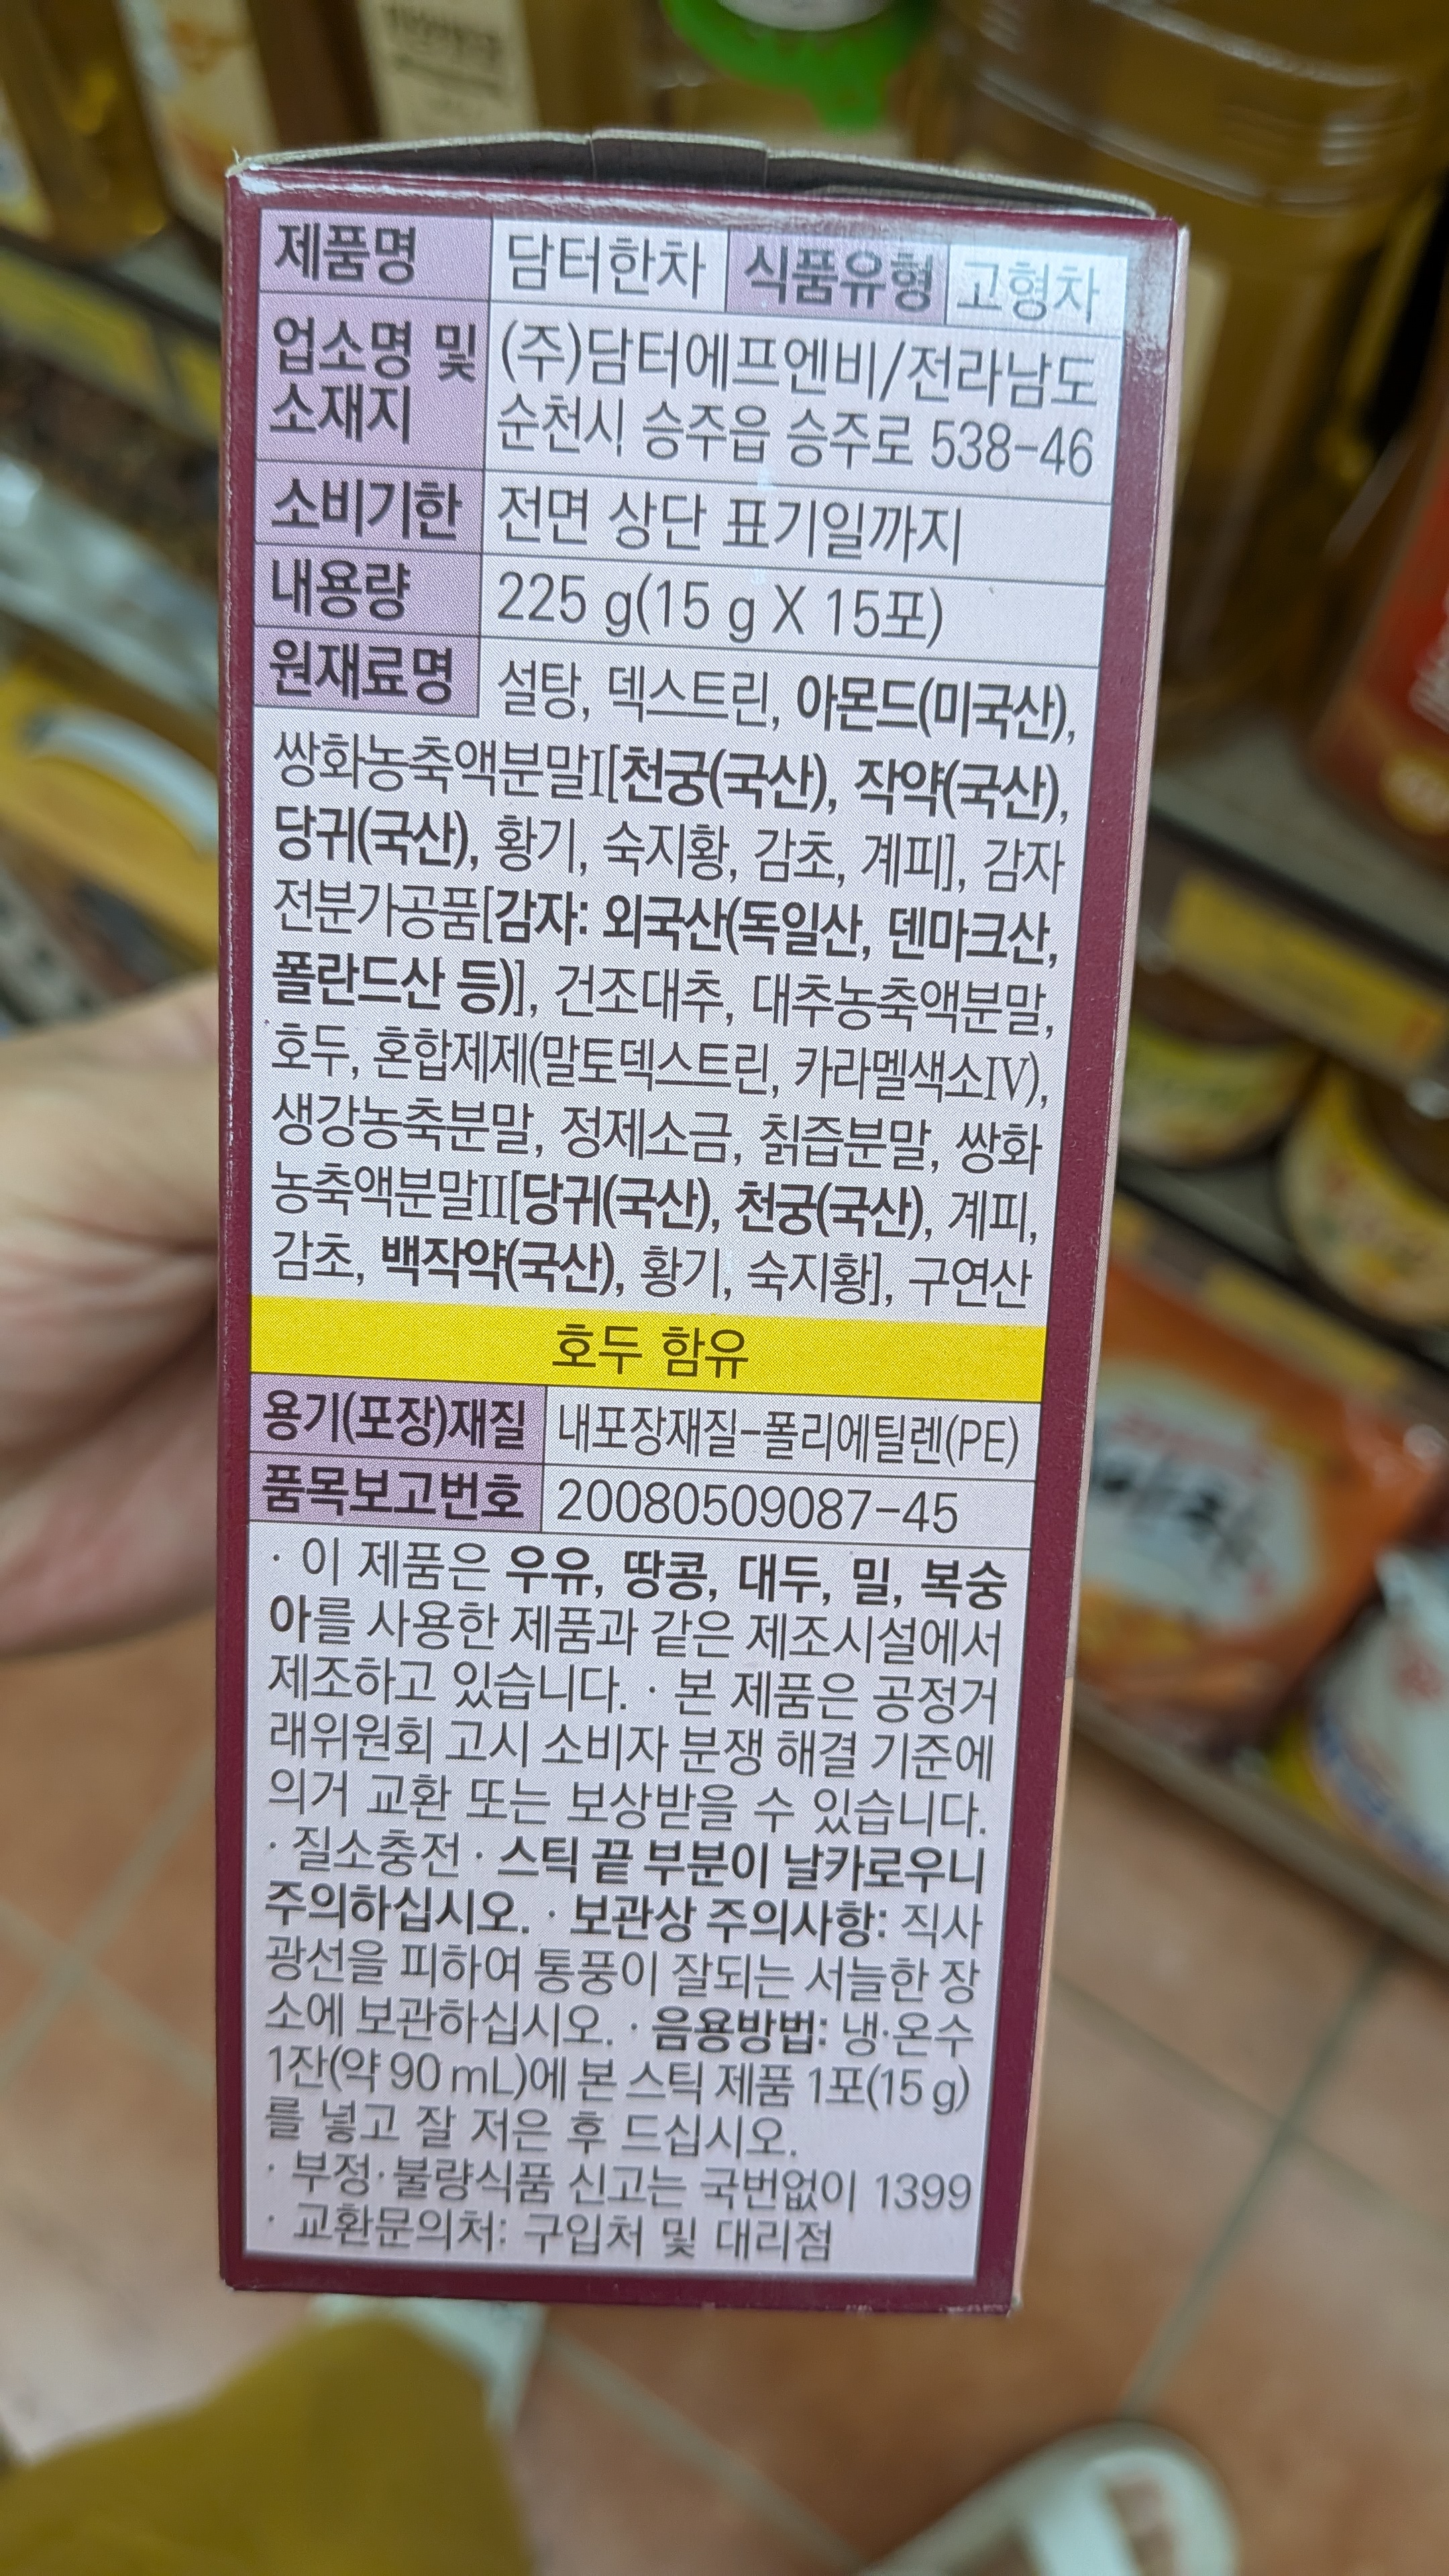 제품명 담터한차 식품유형 고형차
업소명 및 (주)담터에프엔비/전라남도
소재지 순천시 승주읍 승주로 538-46
소비기한 전면 상단 표기일까지
내용량 225 g(15 g X 15포)
원재료명 설탕, 덱스트린, 아몬드(미국산),
쌍화농축액분말I[천궁(국산), 작약(국산),
당귀(국산), 황기, 숙지황, 감초, 계피], 감자
전분가공품[감자: 외국산(독일산, 덴마크산,
폴란드산 등)], 건조대추, 대추농축액분말,
호두, 혼합제제(말토덱스트린, 카라멜색소IV),
생강농축분말, 정제소금, 칡즙분말, 쌍화
농축액분말II[당귀(국산), 천궁(국산), 계피,
감초, 백작약(국산), 황기, 숙지황], 구연산
호두 함유
용기(포장)재질 내포장재질-폴리에틸렌(PE)
품목보고번호 20080509087-45
· 이 제품은 우유, 땅콩, 대두, 밀, 복숭
아를 사용한 제품과 같은 제조시설에서
제조하고 있습니다. · 본 제품은 공정거
래위원회 고시 소비자 분쟁 해결 기준에
의거 교환 또는 보상받을 수 있습니다.
· 질소충전 · 스틱 끝 부분이 날카로우니
주의하십시오. · 보관상 주의사항: 직사
광선을 피하여 통풍이 잘되는 서늘한 장
소에 보관하십시오. · 음용방법: 냉·온수
1잔(약 90 mL)에 본 스틱 제품 1포(15 g)
를 넣고 잘 저은 후 드십시오.
· 부정·불량식품 신고는 국번없이 1399
· 교환문의처: 구입처 및 대리점